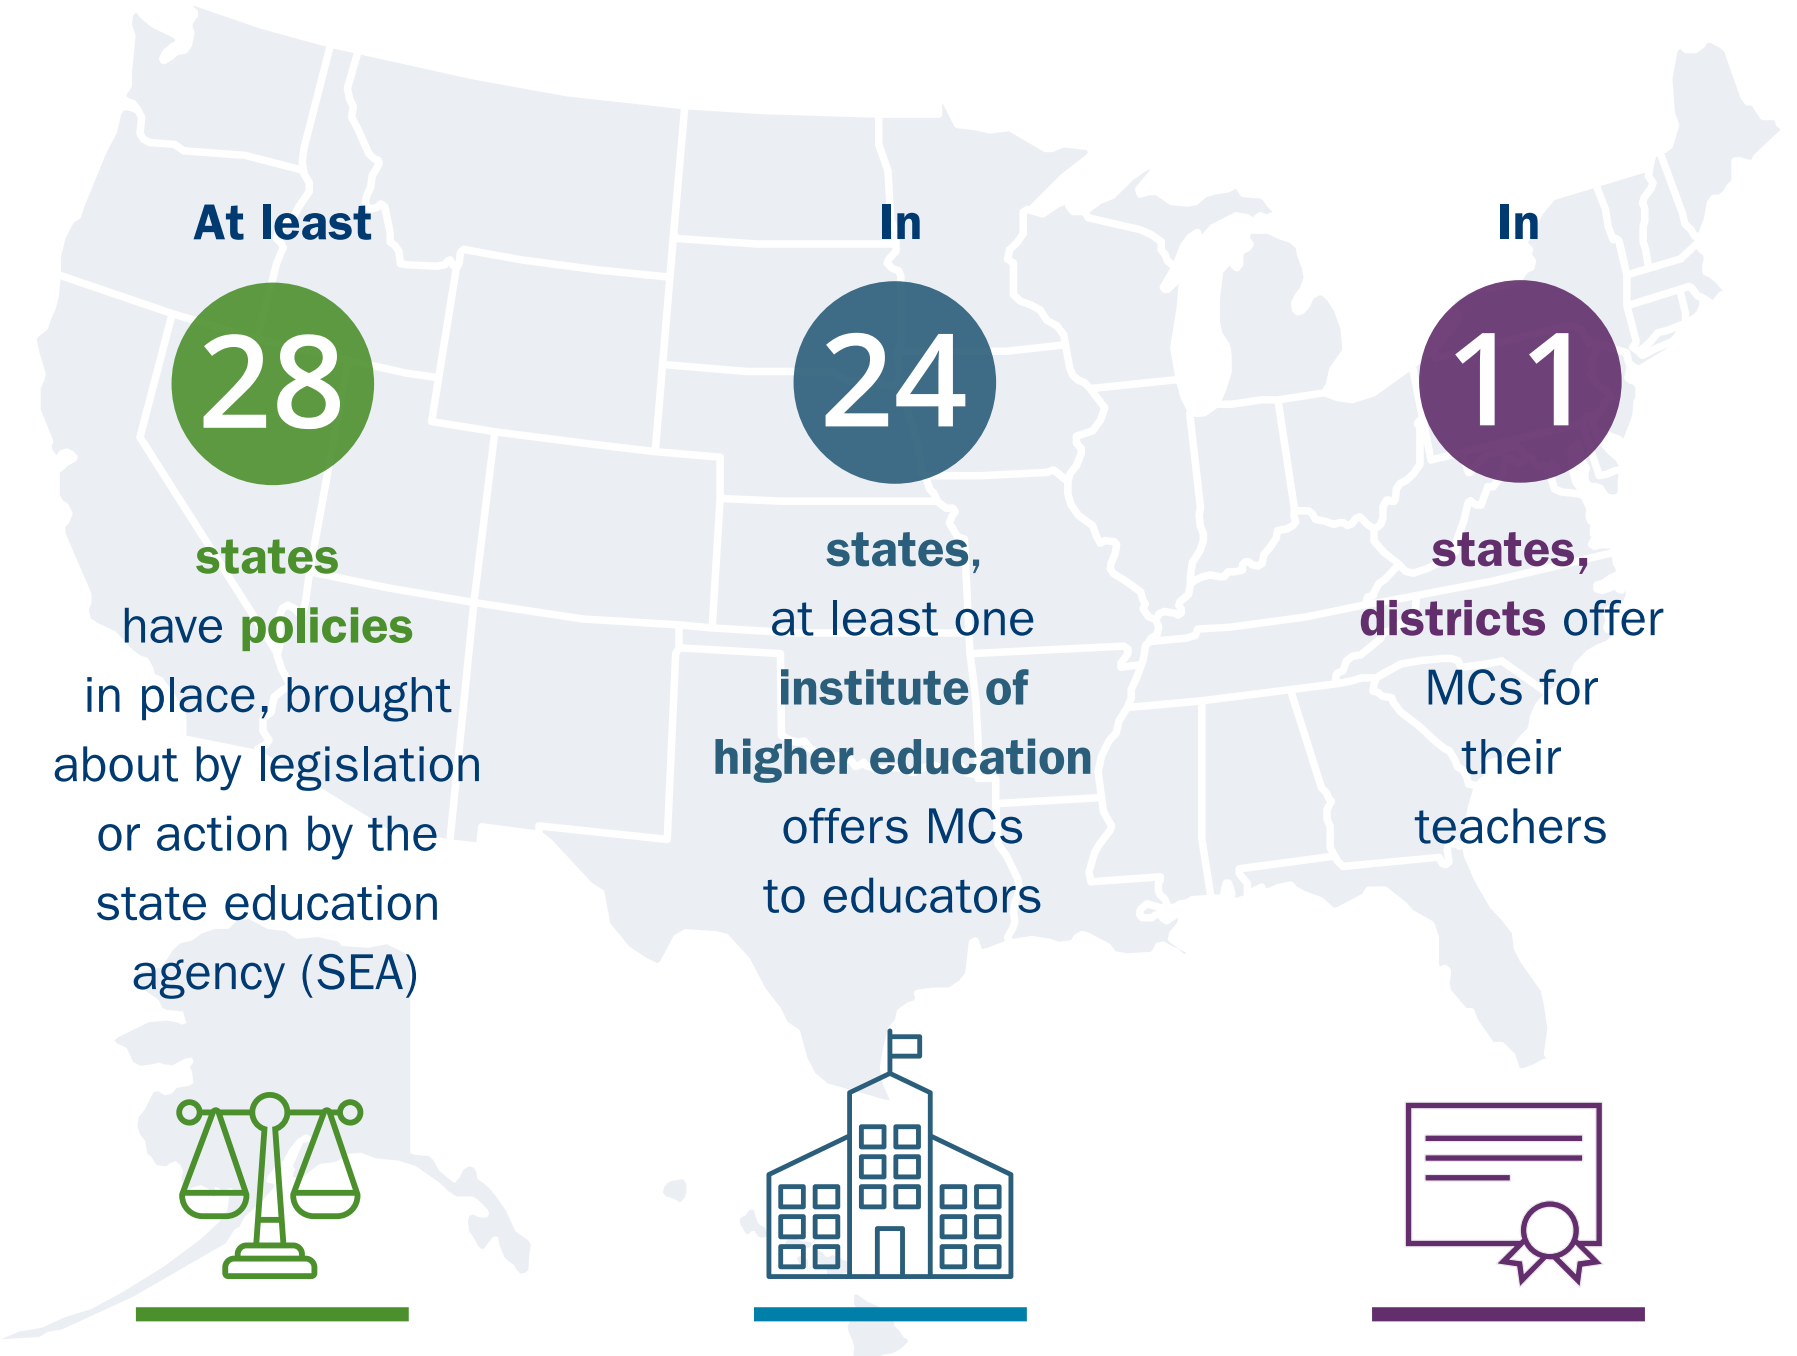 At least
28
states
have policies
in place, brought
about by legislation
or action by the
state education
agency (SEA)
In
24
states,
at least one
institute of
higher education
offers MCs
to educators
In
11
states,
districts offer
MCs for
their
teachers